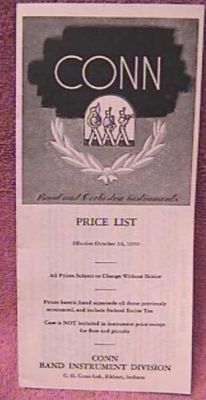 CONN
Band and Orchestra Instruments
PRICE LIST
Effective October 16, 1950
All Prices Subject to Change Without Notice
Prices herein listed supersede all those previously
announced, and include Federal Excise Tax
Case is NOT included in instrument price except
for flute and piccolo
CONN
BAND INSTRUMENT DIVISION
C. G. Conn Ltd., Elkhart, Indiana